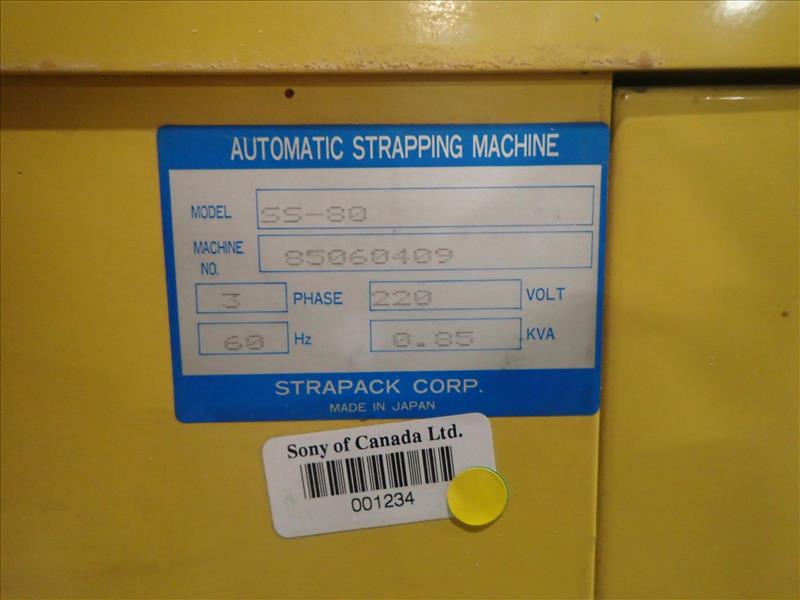 AUTOMATIC STRAPPING MACHINE
MODEL SS-80
MACHINE NO. 85060409
3 PHASE 220 VOLT
60 Hz 0.85 KVA
STRAPACK CORP.
MADE IN JAPAN
Sony of Canada Ltd.
001234